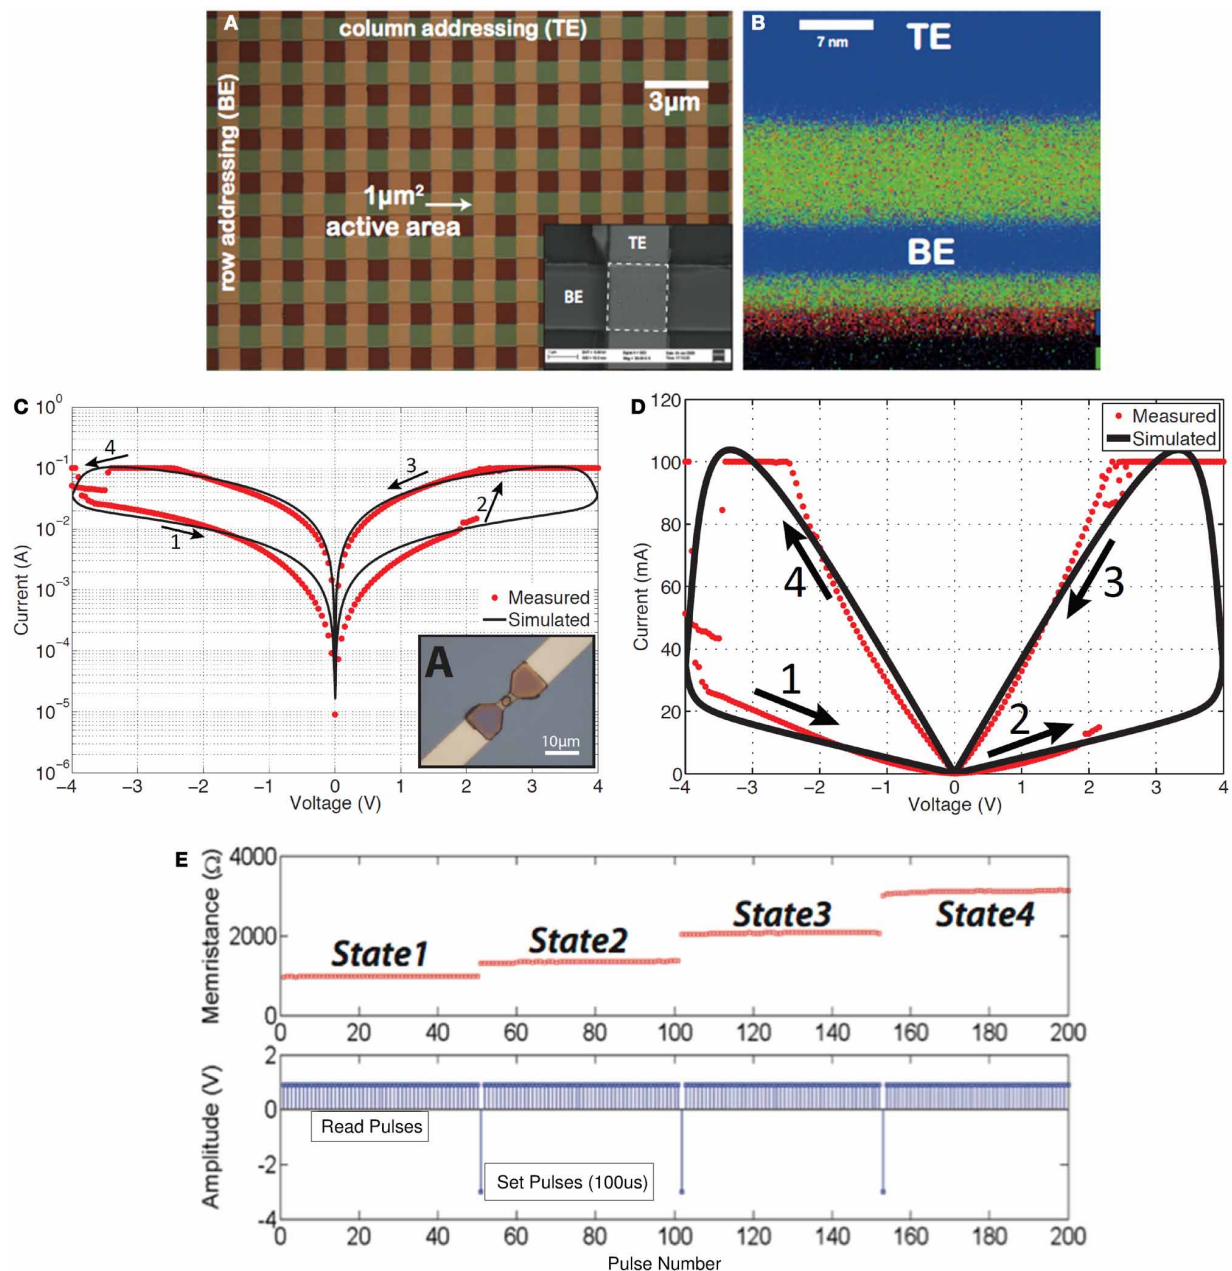 A
column addressing (TE)
row addressing (BE)
3μm
1μm²
active area
TE
BE
B
7 nm
TE
BE
C
10⁰
10⁻¹
10⁻²
10⁻³
10⁻⁴
10⁻⁵
10⁻⁶
Current (A)
4
3
2
1
Measured
Simulated
A
10μm
−4 −3 −2 −1 0 1 2 3 4
Voltage (V)
D
120
100
80
60
40
20
0
Current (mA)
Measured
Simulated
4
3
1
2
−4 −3 −2 −1 0 1 2 3 4
Voltage (V)
E
4000
2000
0
Memristance (Ω)
State1
State2
State3
State4
0 20 40 60 80 100 120 140 160 180 200
2
0
-2
-4
Amplitude (V)
Read Pulses
Set Pulses (100us)
0 20 40 60 80 100 120 140 160 180 200
Pulse Number